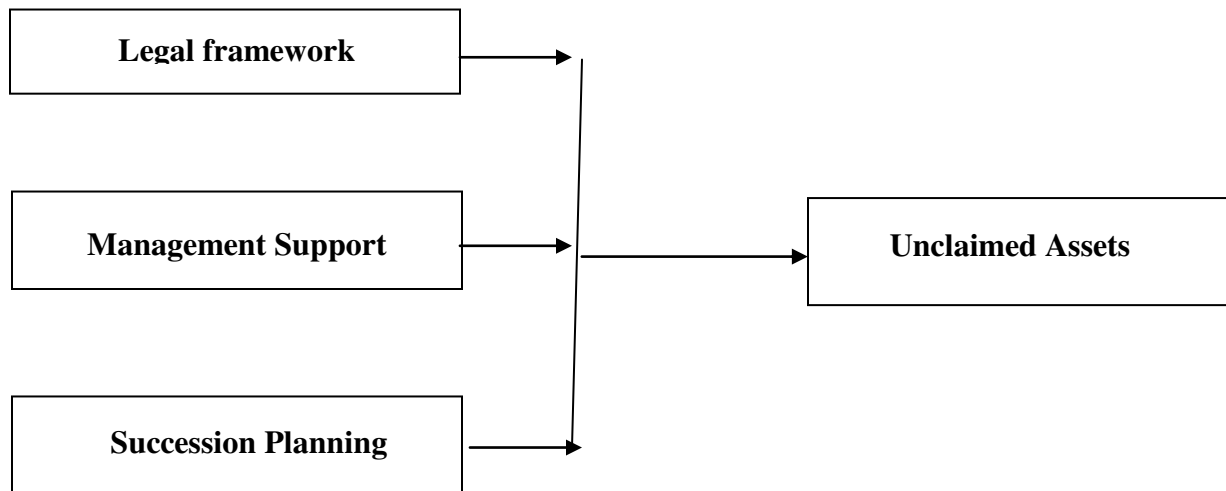 Legal framework
Management Support
Unclaimed Assets
Succession Planning